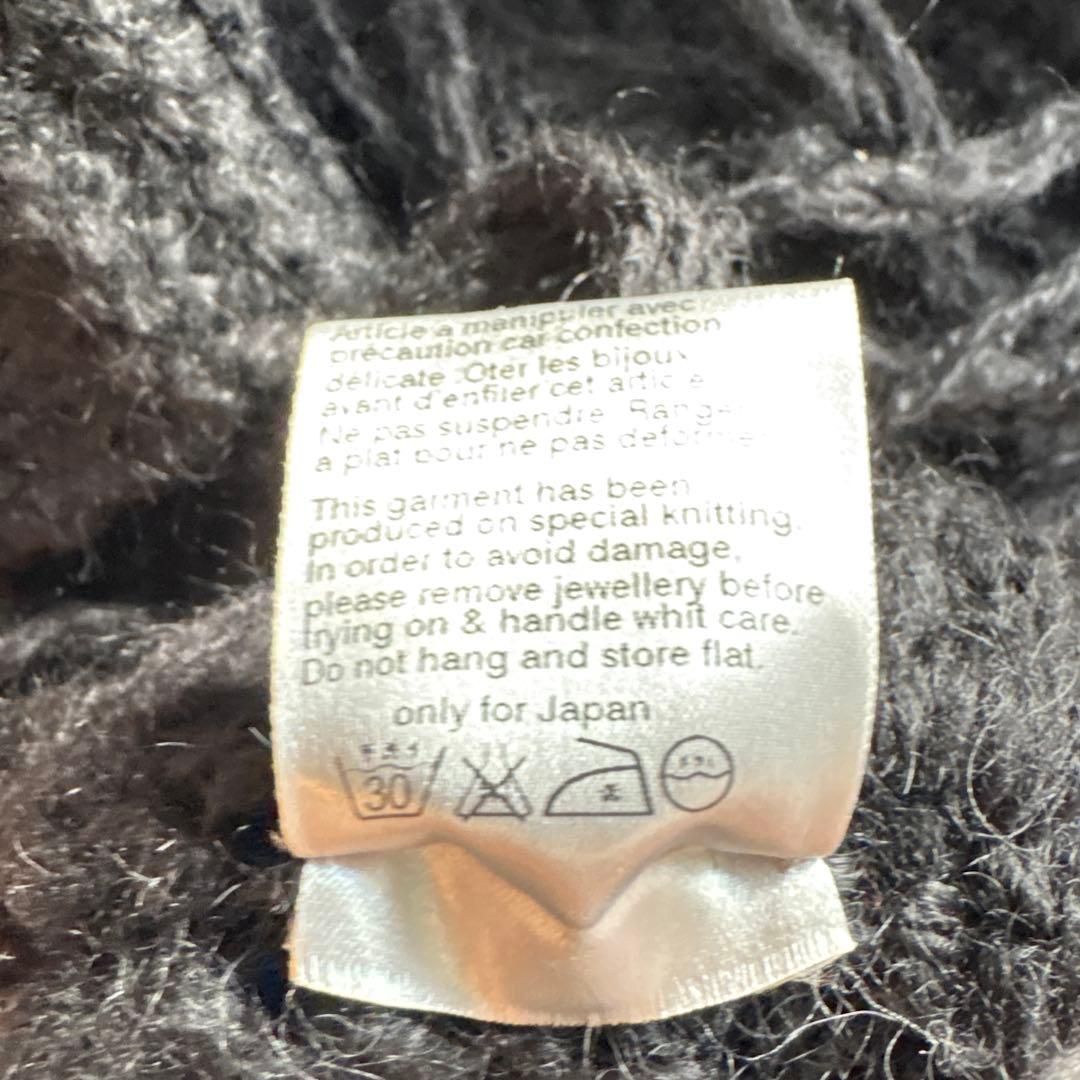 Article a manipuler avec
précaution car confection
délicate .Oter les bijoux
avant d'enfiler cet article
Ne pas suspendre. Ranger
a plat pour ne pas deformer
This garment has been
produced on special knitting.
In order to avoid damage,
please remove jewellery before
trying on & handle whit care.
Do not hang and store flat.
only for Japan
30